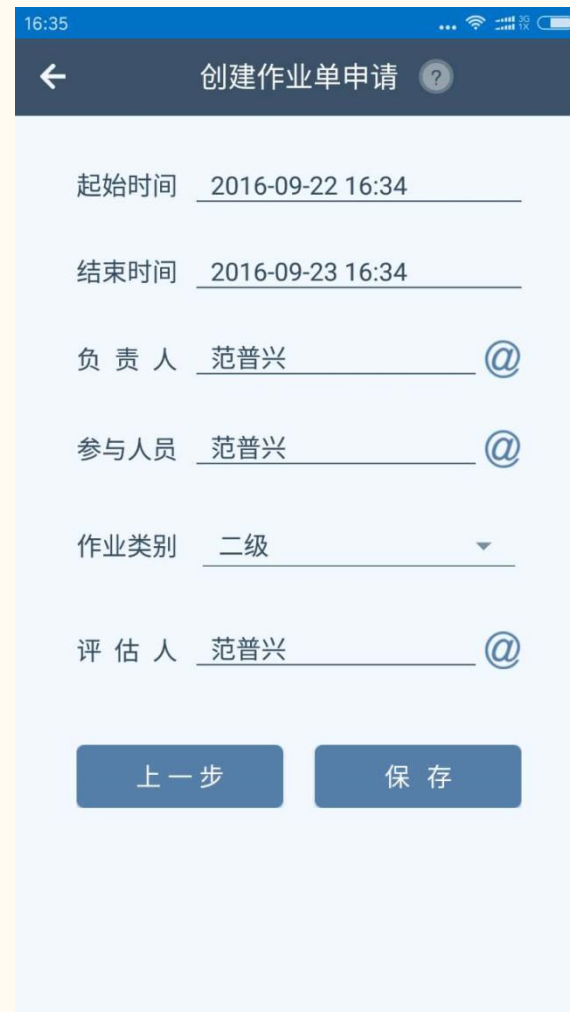 16:35 ... 3G 1X
创建作业单申请 ?
起始时间 2016-09-22 16:34
结束时间 2016-09-23 16:34
负责人 范普兴 @
参与人员 范普兴 @
作业类别 二级
评估人 范普兴 @
上一步 保存